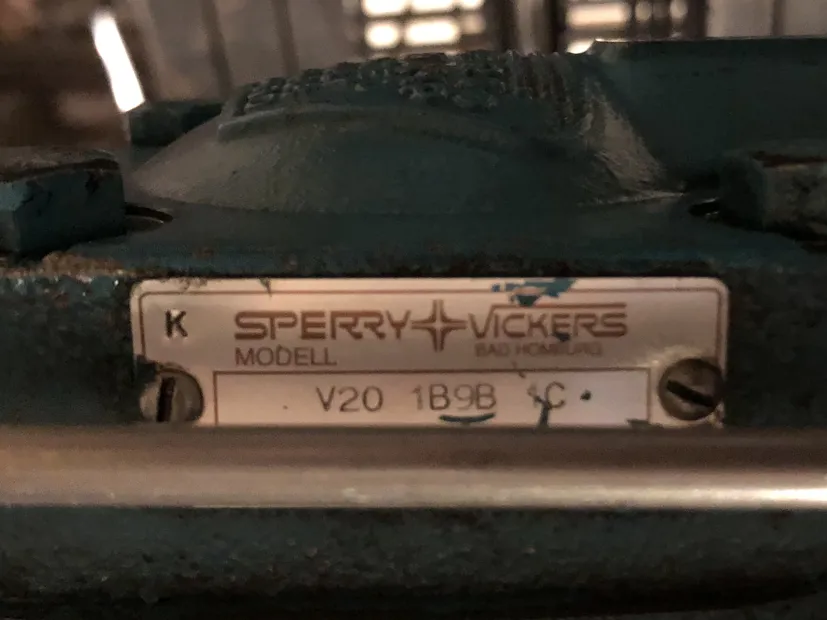 K SPERRY VICKERS
MODELL BAD HOMBURG
V20 1B9B 1C